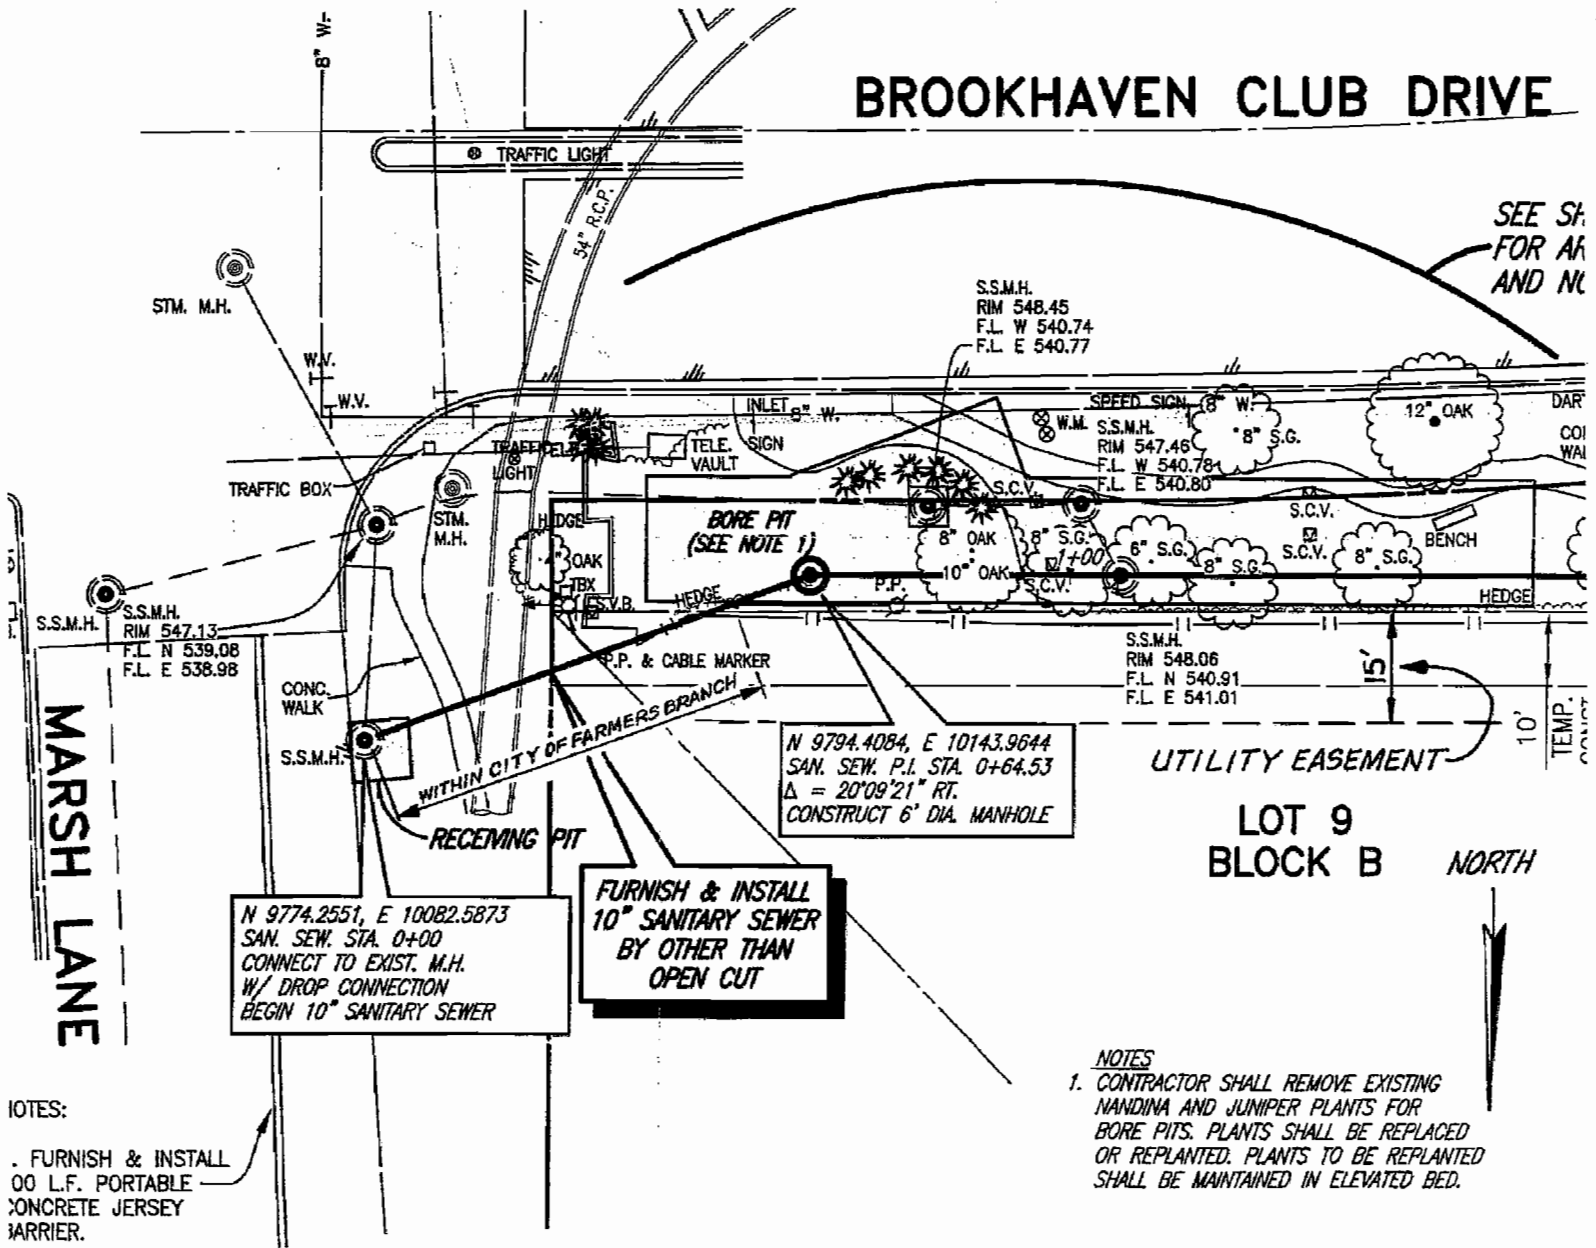 8" W.
BROOKHAVEN CLUB DRIVE
TRAFFIC LIGHT
54" R.C.P.
SEE
FOR
AND
STM. M.H.
S.S.M.H.
RIM 548.45
F.L. W 540.74
F.L. E 540.77
W.V.
W.V.
INLET
SIGN
8" W.
SPEED SIGN
8" W.
W.M.
S.S.M.H.
RIM 547.46
F.L. W 540.78
F.L. E 540.80
8" S.G.
12" OAK
TRAFFIC
LIGHT
TELE.
VAULT
TRAFFIC BOX
STM.
M.H.
HEDGE
OAK
TBX
S.V.B.
BORE PIT
(SEE NOTE 1)
S.C.V.
8" OAK
10" OAK
8" S.G.
1+00
S.C.V.
6" S.G.
8" S.G.
S.C.V.
S.C.V.
8" S.G.
BENCH
HEDGE
P.P.
HEDGE
S.S.M.H.
S.S.M.H.
RIM 547.13
F.L. N 539.08
F.L. E 538.98
CONC.
WALK
P.P. & CABLE MARKER
WITHIN CITY OF FARMERS BRANCH
S.S.M.H.
RIM 548.06
F.L. N 540.91
F.L. E 541.01
15'
10'
TEMP.
UTILITY EASEMENT
S.S.M.H.
RECEIVING PIT
MARSH LANE
N 9794.4084, E 10143.9644
SAN. SEW. P.I. STA. 0+64.53
Δ = 20°09'21" RT.
CONSTRUCT 6' DIA. MANHOLE
LOT 9
BLOCK B
NORTH
FURNISH & INSTALL
10" SANITARY SEWER
BY OTHER THAN
OPEN CUT
N 9774.2551, E 10082.5873
SAN. SEW. STA. 0+00
CONNECT TO EXIST. M.H.
W/ DROP CONNECTION
BEGIN 10" SANITARY SEWER
NOTES
1. CONTRACTOR SHALL REMOVE EXISTING
NANDINA AND JUNIPER PLANTS FOR
BORE PITS. PLANTS SHALL BE REPLACED
OR REPLANTED. PLANTS TO BE REPLANTED
SHALL BE MAINTAINED IN ELEVATED BED.
OTES:
. FURNISH & INSTALL
00 L.F. PORTABLE
ONCRETE JERSEY
ARRIER.